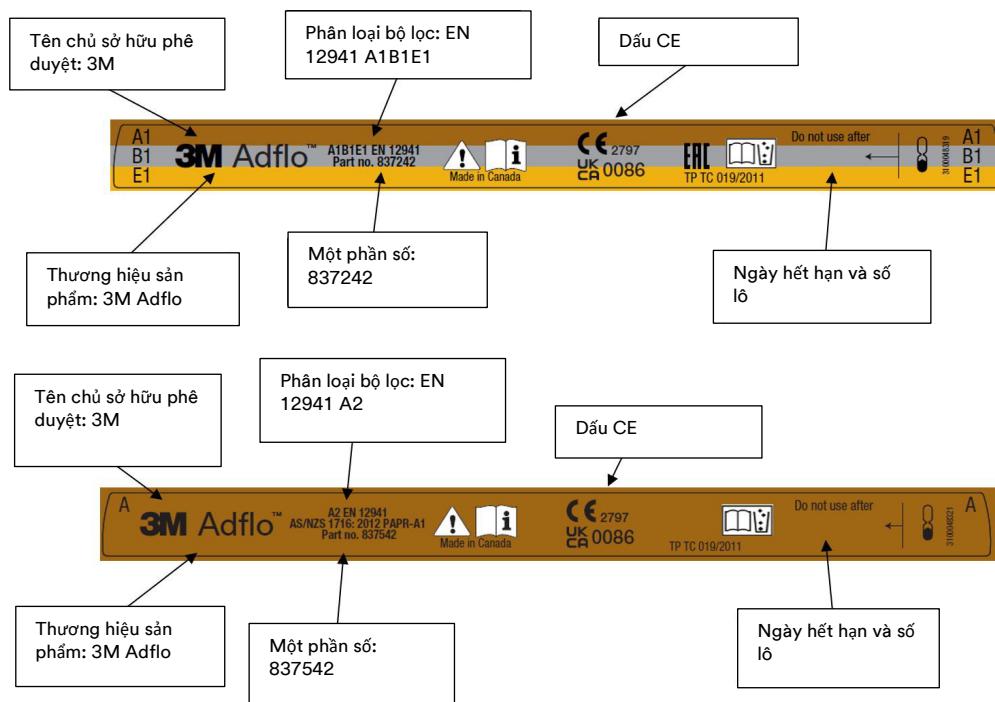 Tên chủ sở hữu phê
duyệt: 3M
Phân loại bộ lọc: EN
12941 A1B1E1
Dấu CE
A1
B1
E1
3M Adflo™
A1B1E1 EN 12941
Part no. 837242
Made in Canada
CE 2797
UK
CA 0086
EAC
TP TC 019/2011
Do not use after
3100048319
A1
B1
E1
Thương hiệu sản
phẩm: 3M Adflo
Một phần số:
837242
Ngày hết hạn và số
lô
Tên chủ sở hữu phê
duyệt: 3M
Phân loại bộ lọc: EN
12941 A2
Dấu CE
A
3M Adflo™
A2 EN 12941
AS/NZS 1716: 2012 PAPR-A1
Part no. 837542
Made in Canada
CE 2797
UK
CA 0086
TP TC 019/2011
Do not use after
3100048321
A
Thương hiệu sản
phẩm: 3M Adflo
Một phần số:
837542
Ngày hết hạn và số
lô